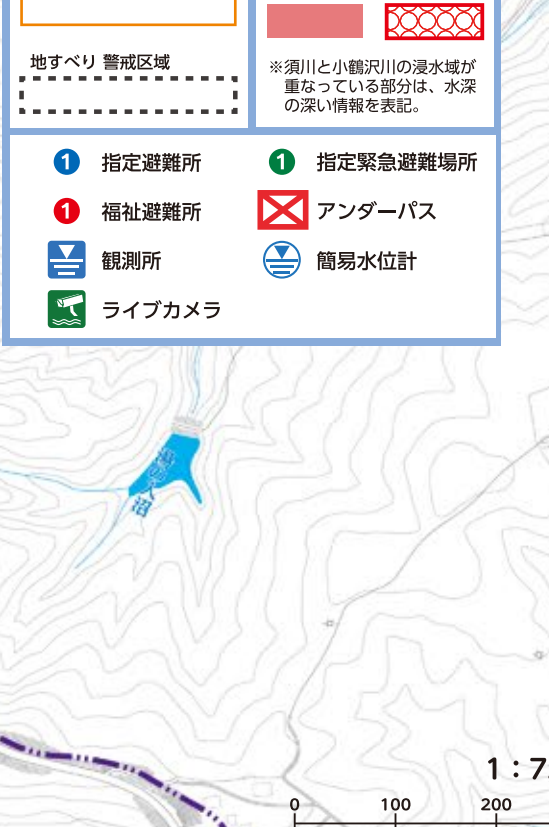 地すべり 警戒区域
※須川と小鶴沢川の浸水域が
重なっている部分は、水深
の深い情報を表記。
1 指定避難所
1 指定緊急避難場所
1 福祉避難所
アンダーパス
観測所
簡易水位計
ライブカメラ
1：7
0 100 200